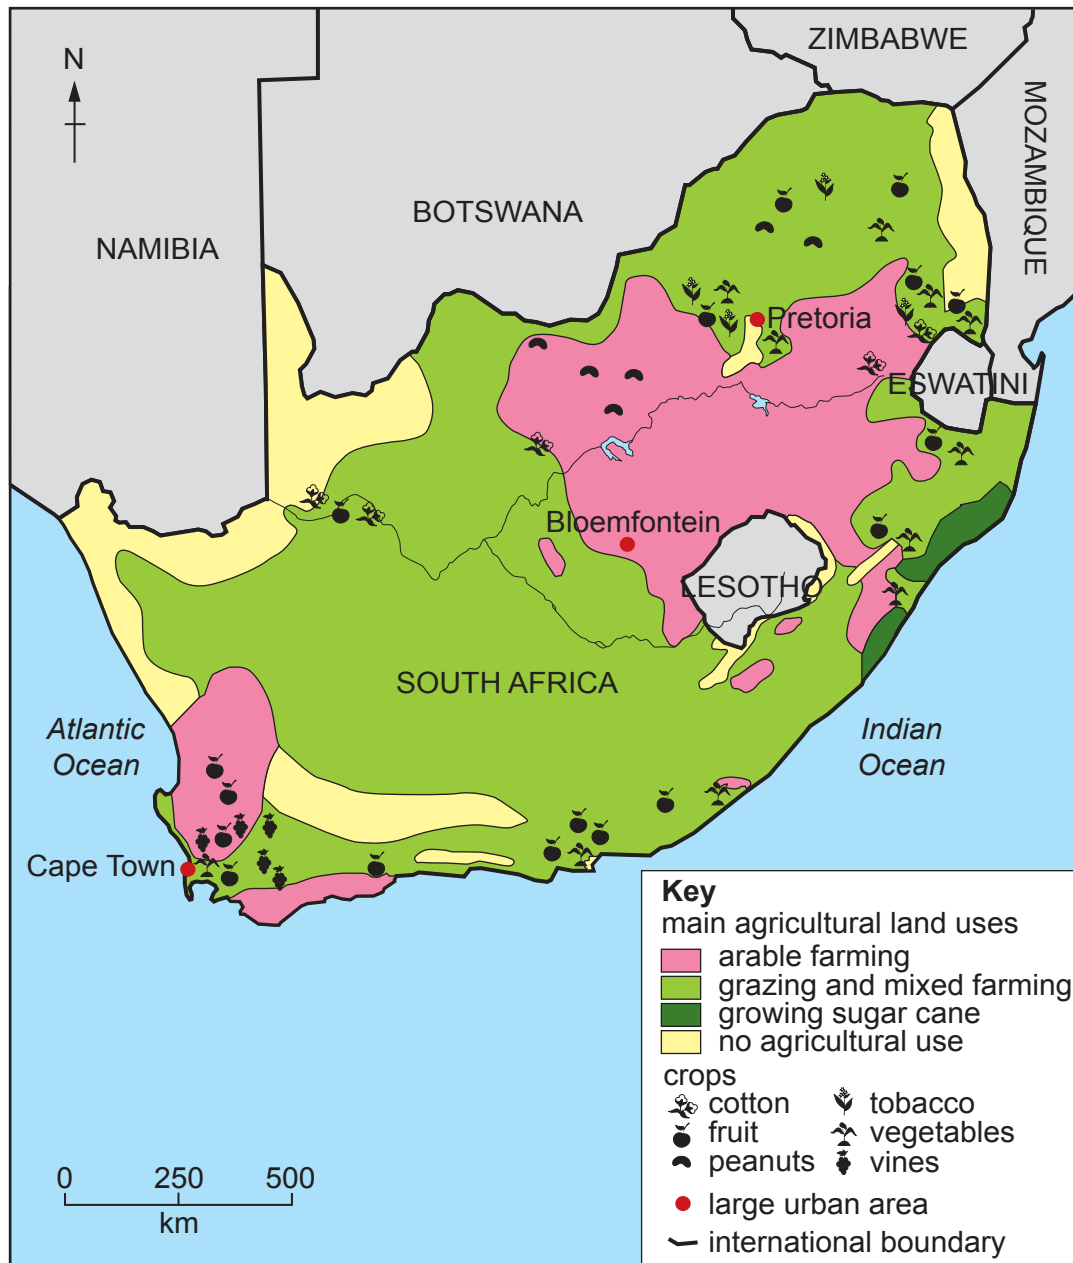 ZIMBABWE
N
MOZAMBIQUE
BOTSWANA
NAMIBIA
Pretoria
ESWATINI
Bloemfontein
LESOTHO
SOUTH AFRICA
Atlantic
Ocean
Indian
Ocean
Cape Town
Key
main agricultural land uses
arable farming
grazing and mixed farming
growing sugar cane
no agricultural use
crops
cotton tobacco
fruit vegetables
peanuts vines
large urban area
international boundary
0 250 500
km